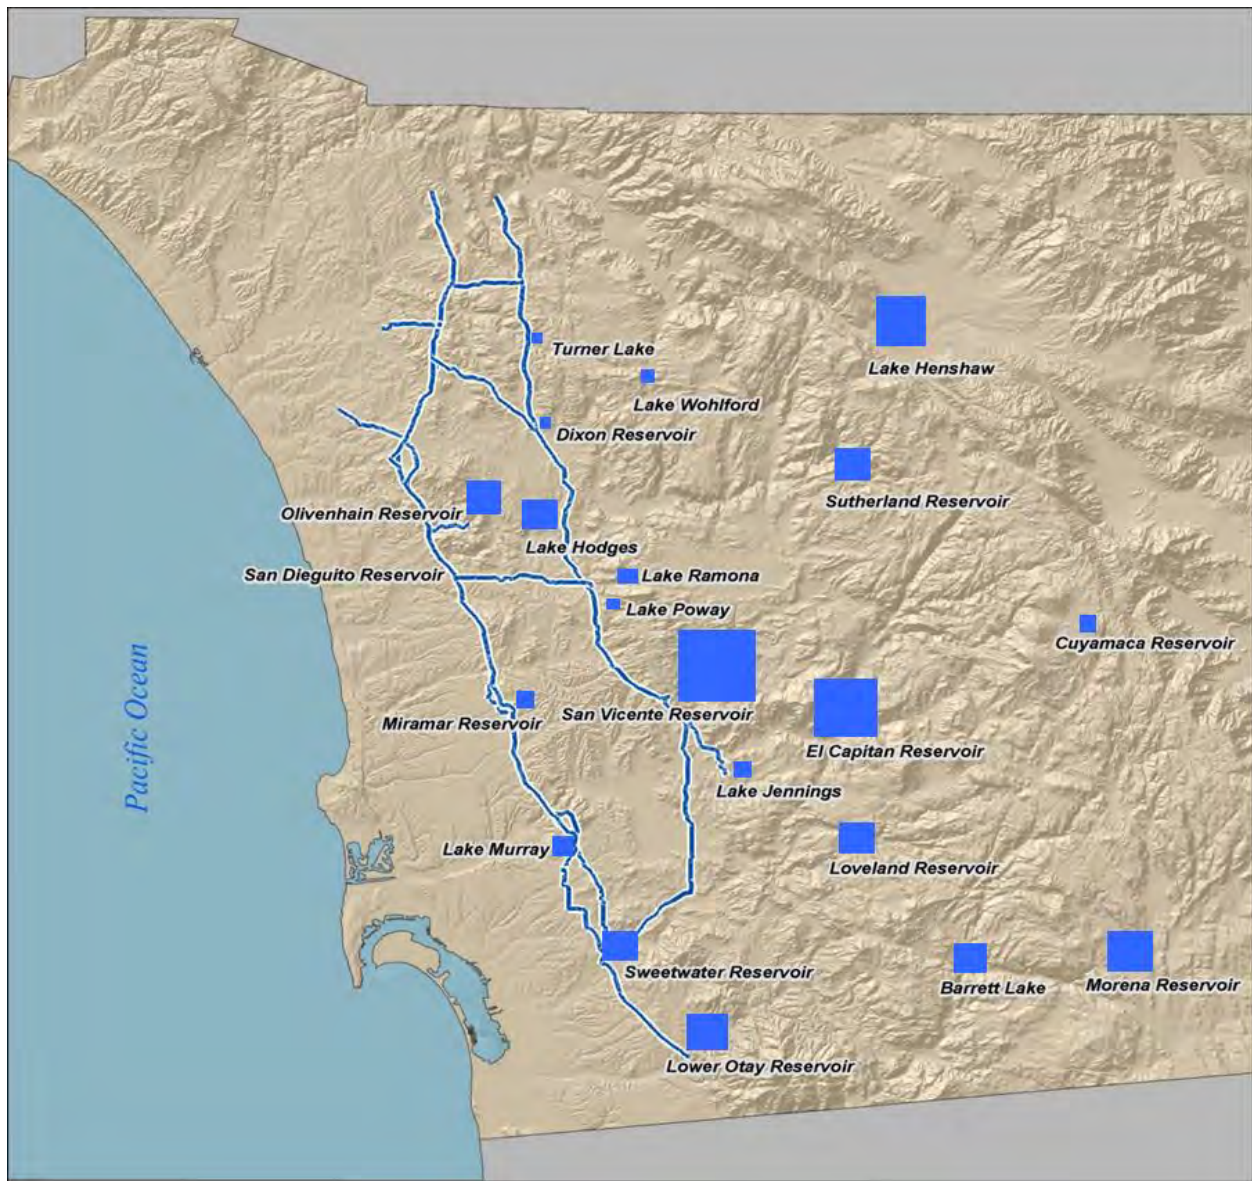 Turner Lake
Lake Henshaw
Lake Wohlford
Dixon Reservoir
Sutherland Reservoir
Olivenhain Reservoir
Lake Hodges
San Dieguito Reservoir
Lake Ramona
Lake Poway
Cuyamaca Reservoir
Pacific Ocean
San Vicente Reservoir
Miramar Reservoir
El Capitan Reservoir
Lake Jennings
Lake Murray
Loveland Reservoir
Sweetwater Reservoir
Barrett Lake
Morena Reservoir
Lower Otay Reservoir